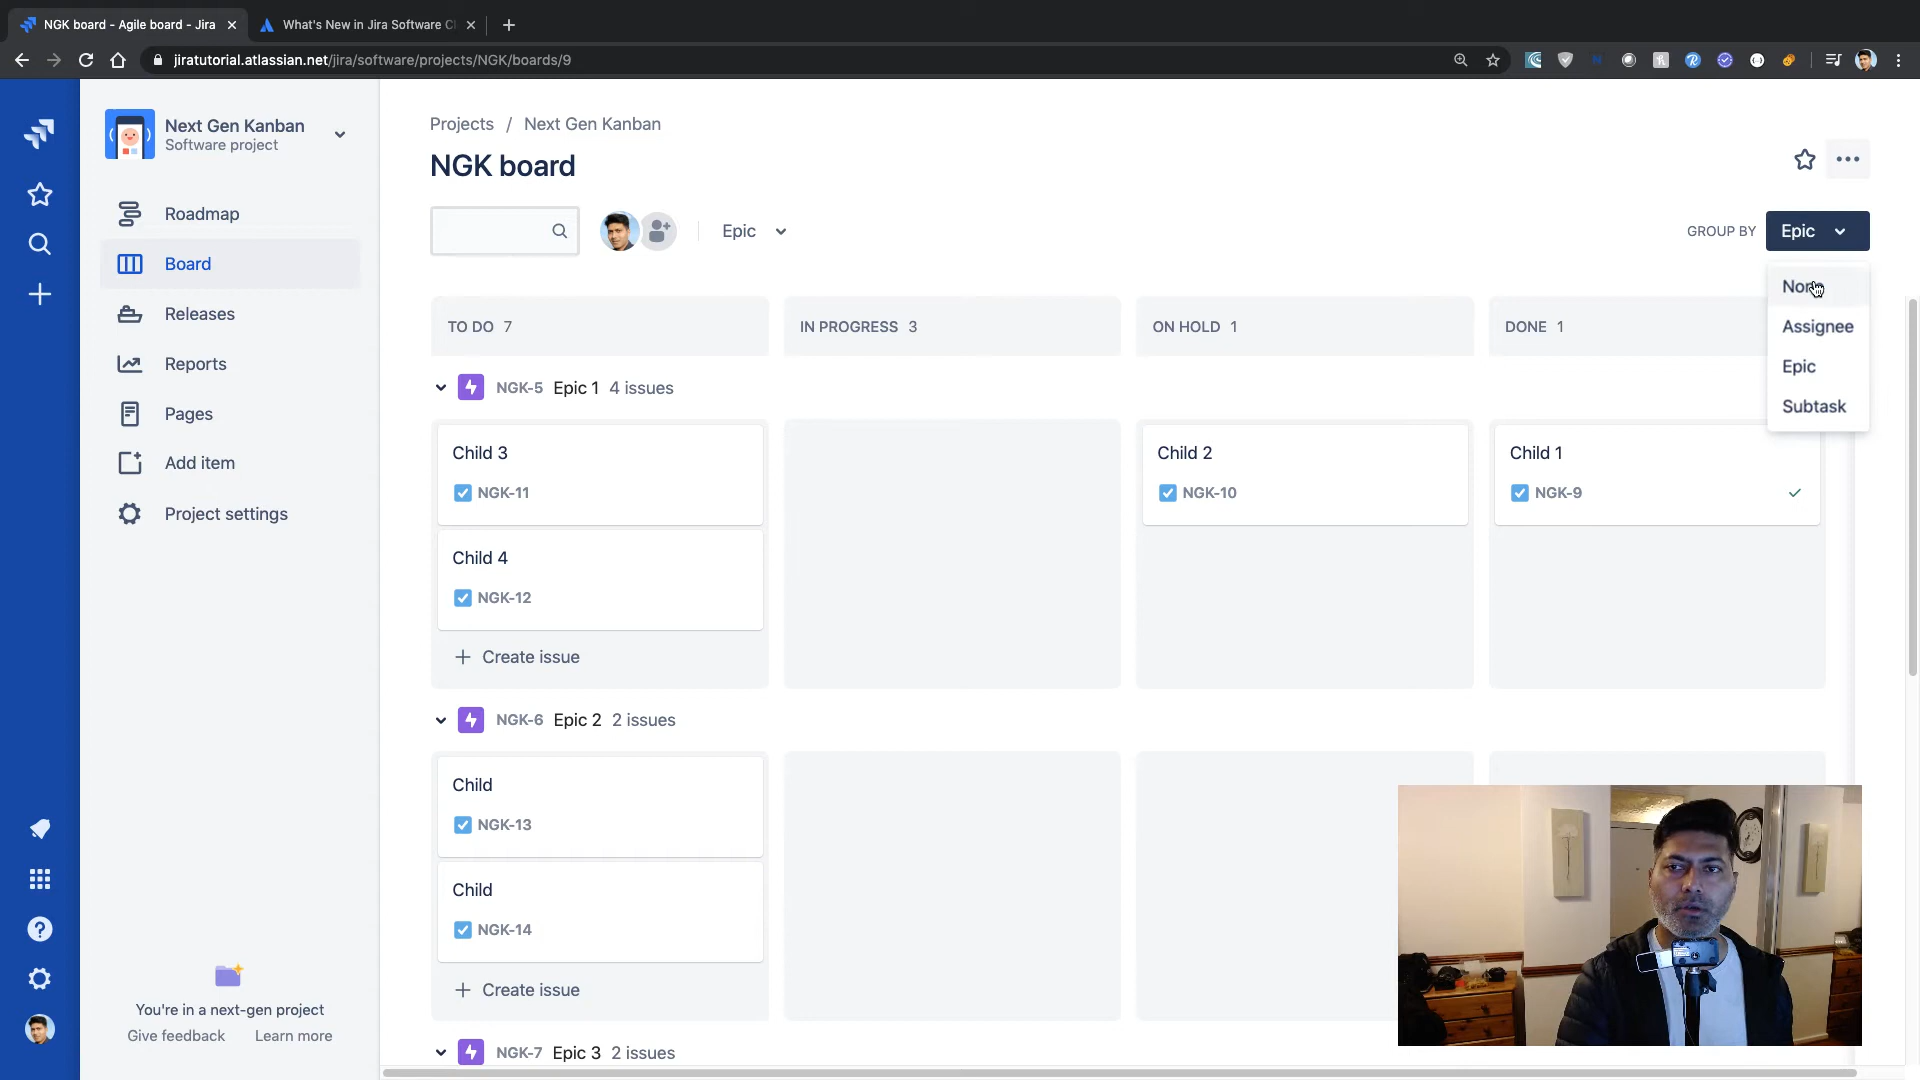 NGK board - Agile board - Jira
What's New in Jira Software Cl
jiratutorial.atlassian.net/jira/software/projects/NGK/boards/9
Next Gen Kanban
Software project
Roadmap
Board
Releases
Reports
Pages
Add item
Project settings
You're in a next-gen project
Give feedback Learn more
Projects / Next Gen Kanban
NGK board
Epic
GROUP BY Epic
None
Assignee
Epic
Subtask
TO DO 7
IN PROGRESS 3
ON HOLD 1
DONE 1
NGK-5 Epic 1 4 issues
Child 3
NGK-11
Child 2
NGK-10
Child 1
NGK-9
Child 4
NGK-12
Create issue
NGK-6 Epic 2 2 issues
Child
NGK-13
Child
NGK-14
Create issue
NGK-7 Epic 3 2 issues